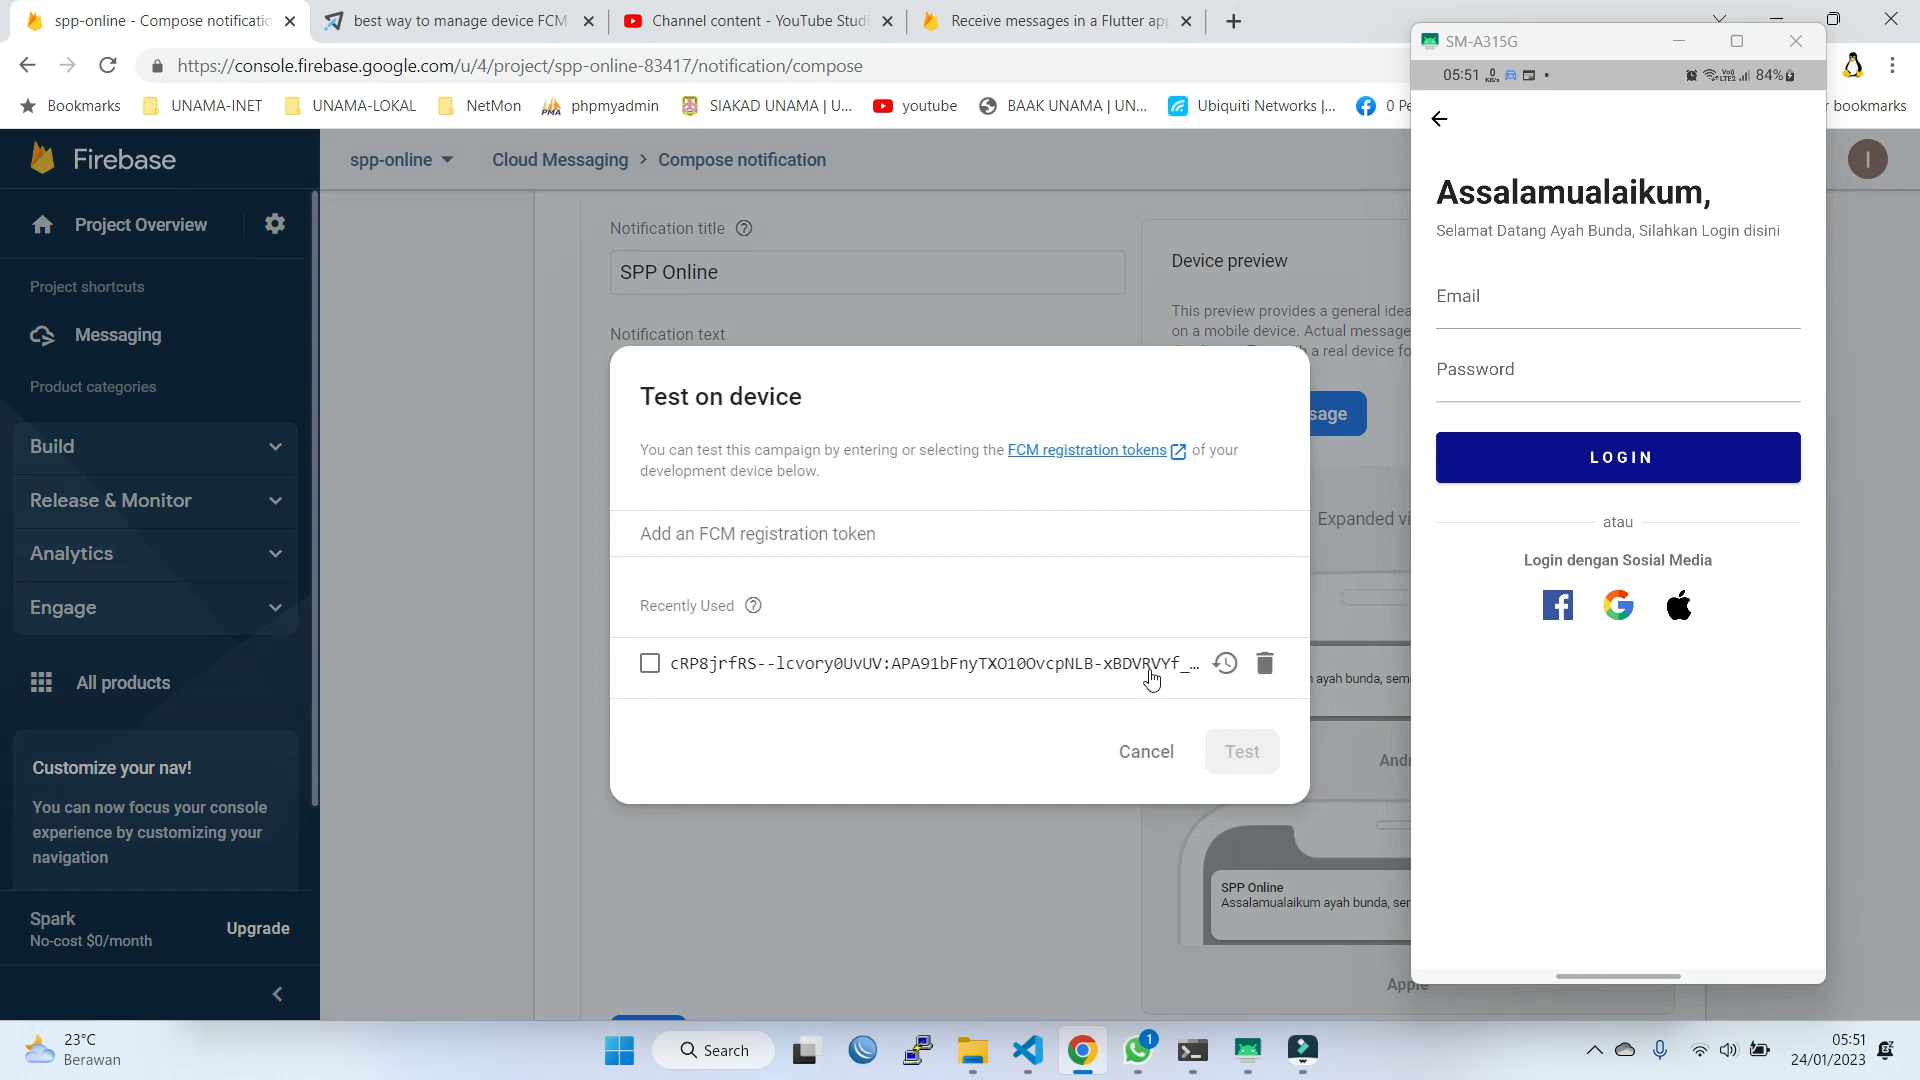 spp-online - Compose notificatic
best way to manage device FCM
Channel content - YouTube Studi
Receive messages in a Flutter app
https://console.firebase.google.com/u/4/project/spp-online-83417/notification/compose
Bookmarks
UNAMA-INET
UNAMA-LOKAL
NetMon
phpmyadmin
SIAKAD UNAMA | U...
youtube
BAAK UNAMA | UN...
Ubiquiti Networks |...
bookmarks
SM-A315G
05:51
84%
Firebase
spp-online
Cloud Messaging
Compose notification
Project Overview
Project shortcuts
Messaging
Product categories
Build
Release & Monitor
Analytics
Engage
All products
Customize your nav!
You can now focus your console
experience by customizing your
navigation
Spark
No-cost $0/month
Upgrade
Notification title
SPP Online
Notification text
Device preview
This preview provides a general idea
on a mobile device. Actual message
a real device fo
sage
Test on device
You can test this campaign by entering or selecting the FCM registration tokens of your
development device below.
Add an FCM registration token
Recently Used
cRP8jrfRS--lcvory0UvUV:APA91bFnyTXO10OvcpNLB-xBDVRVYf_…
Cancel
Test
Expanded vi
ayah bunda, sem
Andr
SPP Online
Assalamualaikum ayah bunda, sem
Apple
Assalamualaikum,
Selamat Datang Ayah Bunda, Silahkan Login disini
Email
Password
LOGIN
atau
Login dengan Sosial Media
23°C
Berawan
Search
1
05:51
24/01/2023